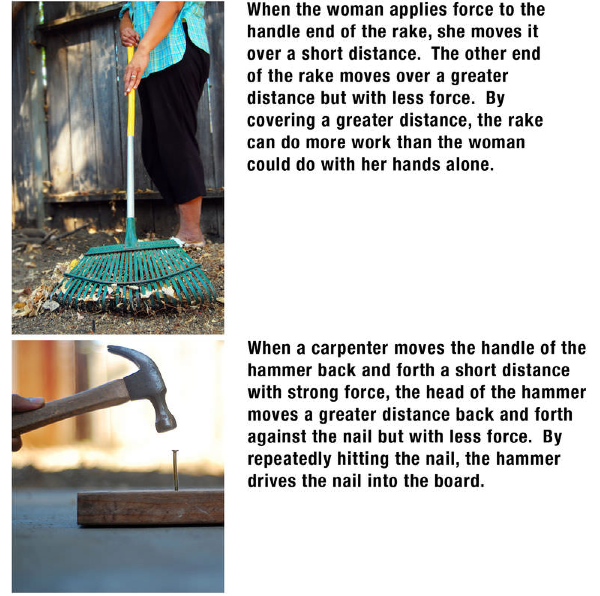 When the woman applies force to the
handle end of the rake, she moves it
over a short distance.  The other end
of the rake moves over a greater
distance but with less force.  By
covering a greater distance, the rake
can do more work than the woman
could do with her hands alone.
When a carpenter moves the handle of the
hammer back and forth a short distance
with strong force, the head of the hammer
moves a greater distance back and forth
against the nail but with less force.  By
repeatedly hitting the nail, the hammer
drives the nail into the board.